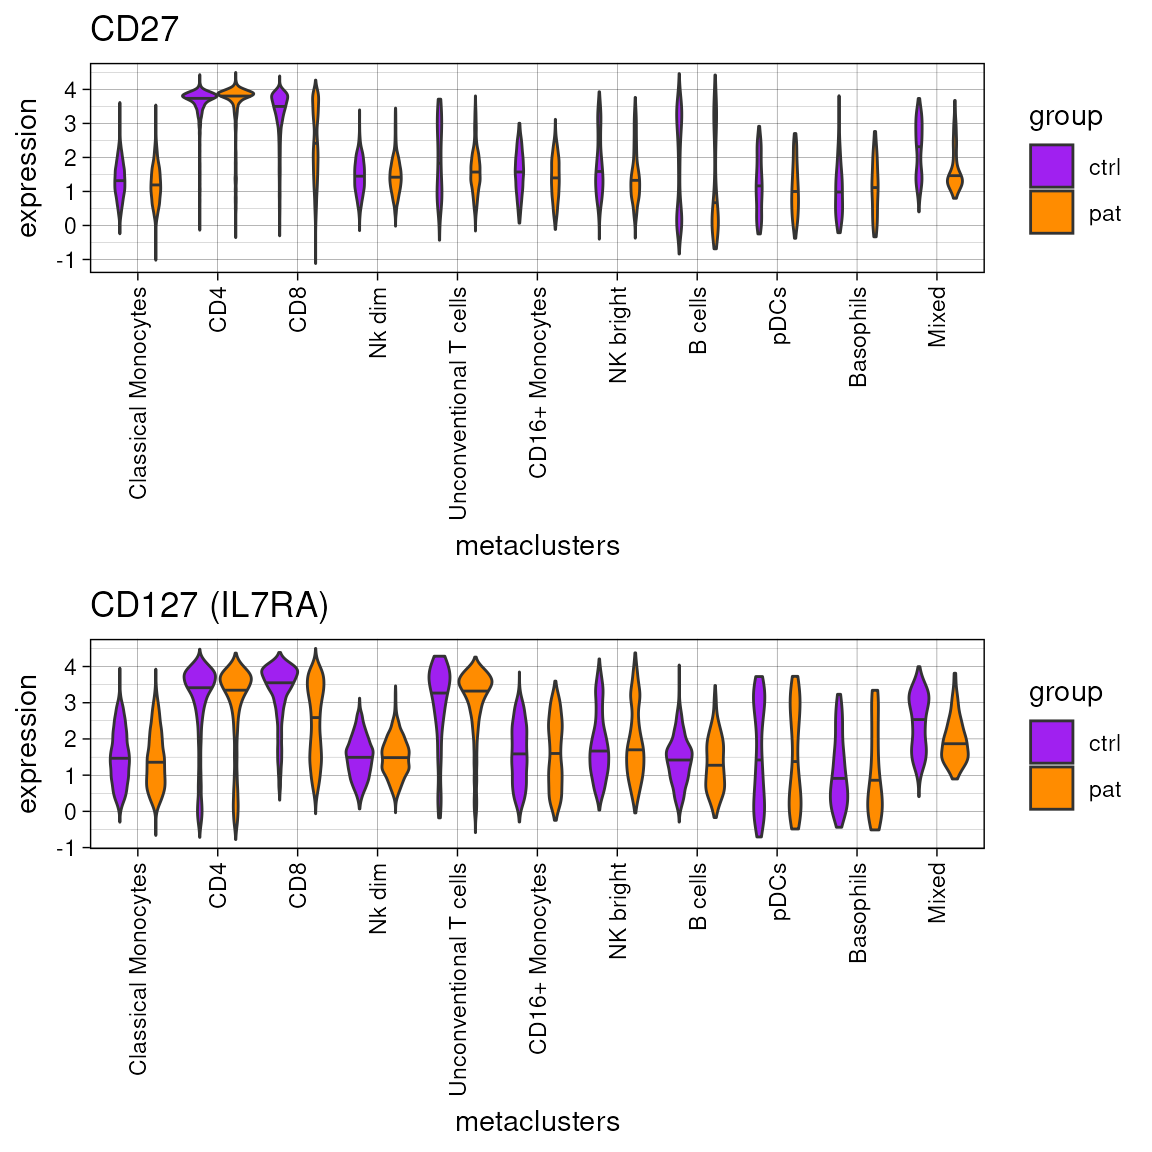 CD27
expression
4
3
2
1
0
-1
Classical Monocytes
CD4
CD8
Nk dim
Unconventional T cells
CD16+ Monocytes
NK bright
B cells
pDCs
Basophils
Mixed
metaclusters
group
ctrl
pat
CD127 (IL7RA)
expression
4
3
2
1
0
-1
Classical Monocytes
CD4
CD8
Nk dim
Unconventional T cells
CD16+ Monocytes
NK bright
B cells
pDCs
Basophils
Mixed
metaclusters
group
ctrl
pat